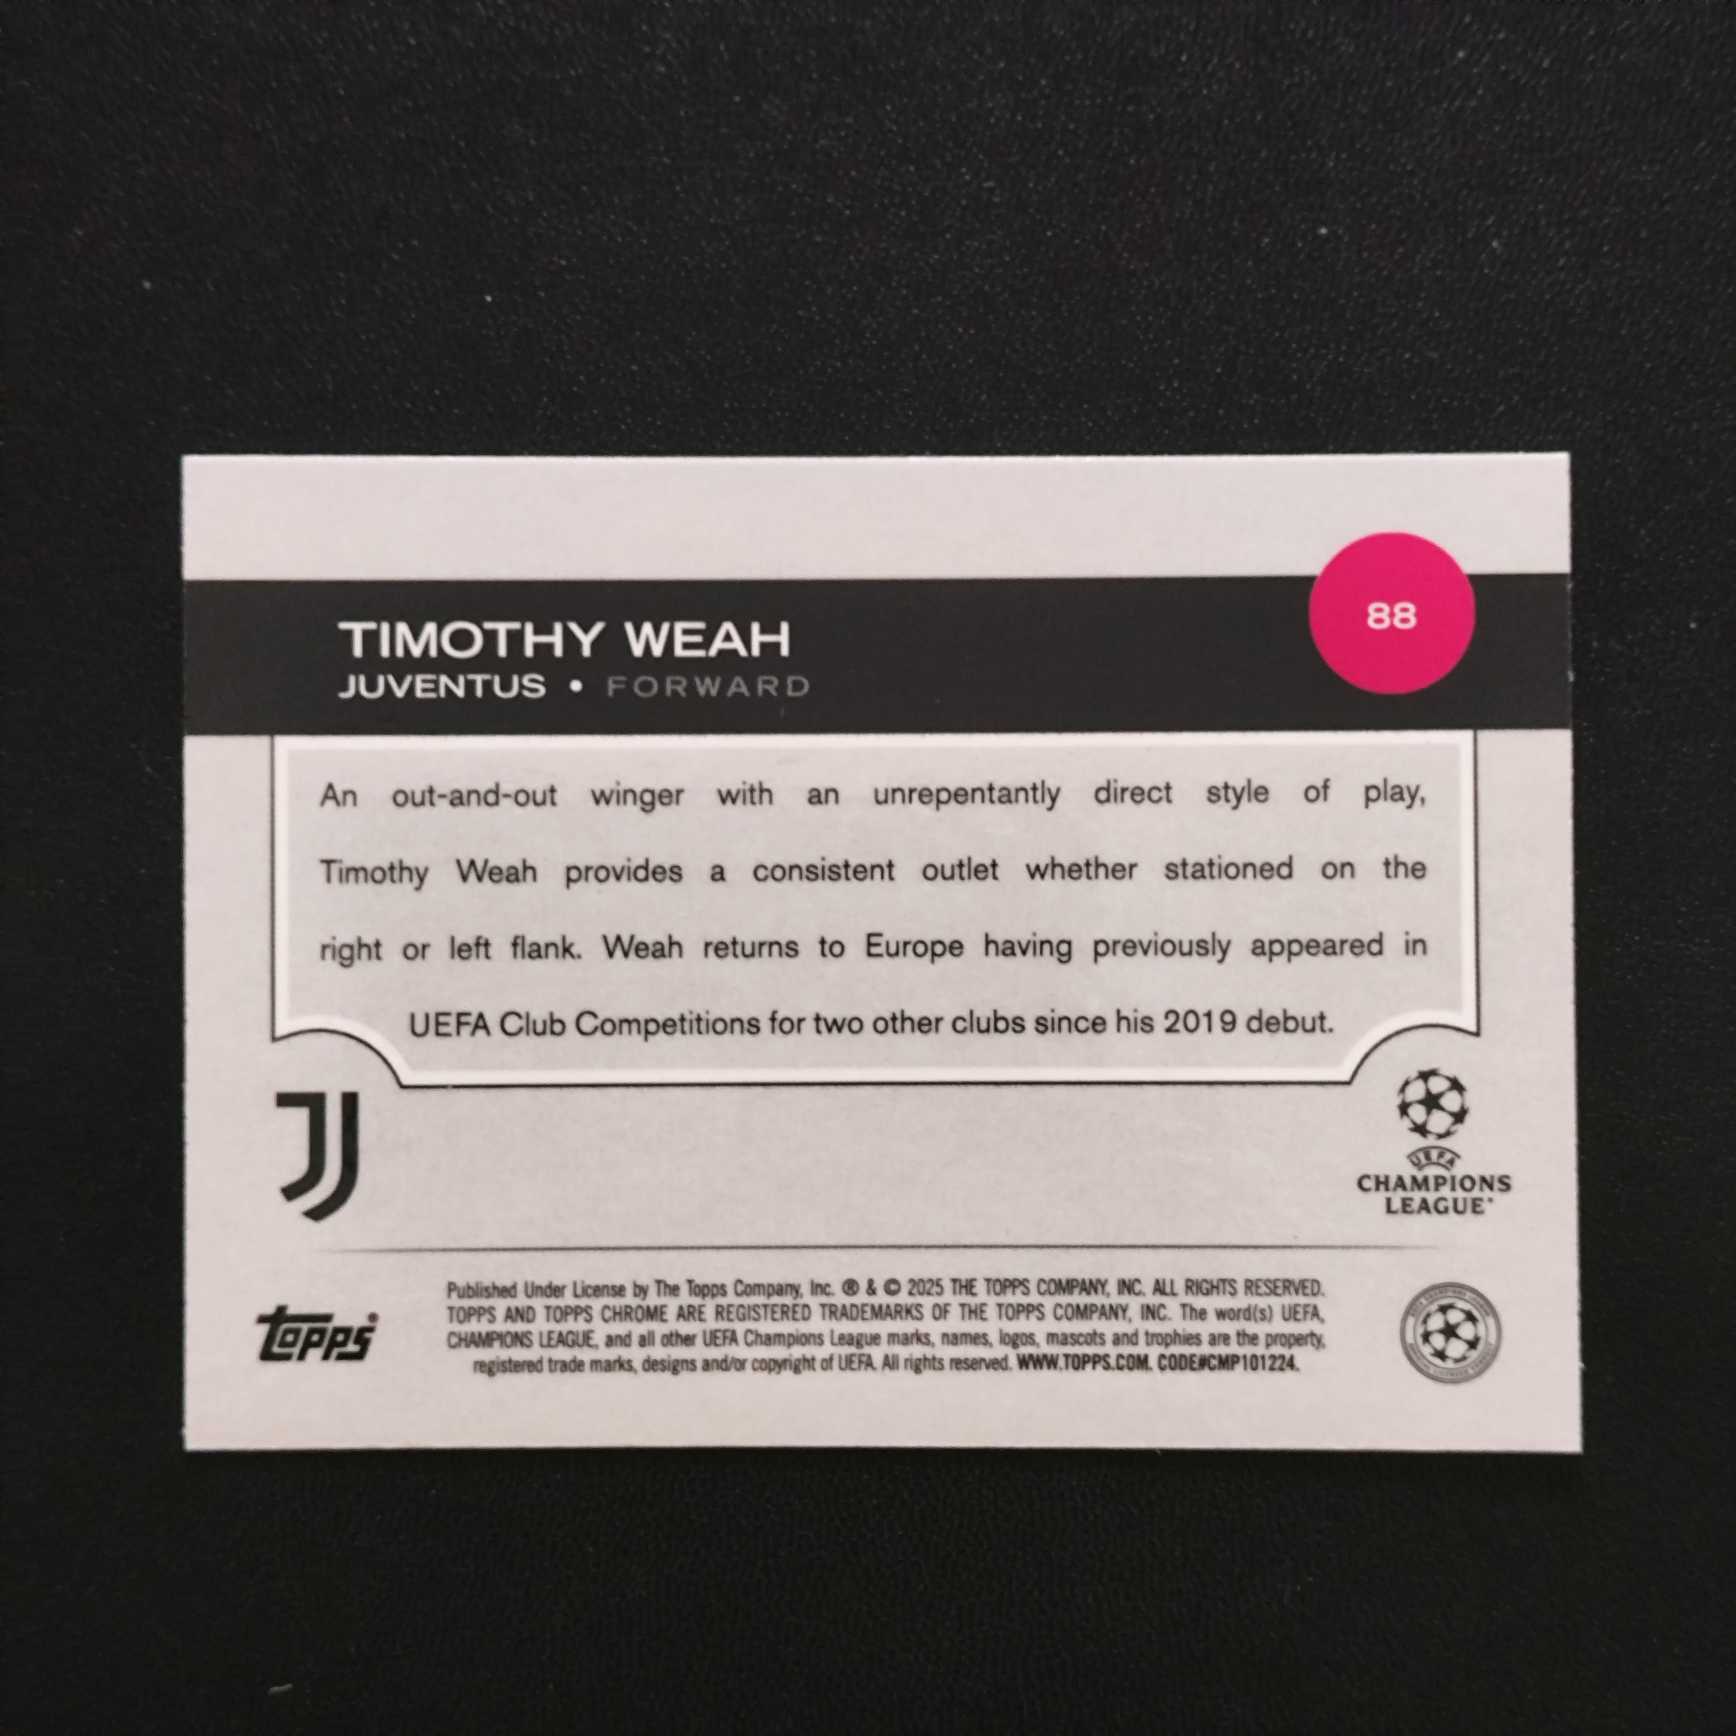 88
TIMOTHY WEAH
JUVENTUS • FORWARD
An out-and-out winger with an unrepentantly direct style of play,
Timothy Weah provides a consistent outlet whether stationed on the
right or left flank. Weah returns to Europe having previously appeared in
UEFA Club Competitions for two other clubs since his 2019 debut.
UEFA
CHAMPIONS
LEAGUE
topps®
Published Under License by The Topps Company, Inc. ® & © 2025 THE TOPPS COMPANY, INC. ALL RIGHTS RESERVED.
TOPPS AND TOPPS CHROME ARE REGISTERED TRADEMARKS OF THE TOPPS COMPANY, INC. The word(s) UEFA,
CHAMPIONS LEAGUE, and all other UEFA Champions League marks, names, logos, mascots and trophies are the property,
registered trade marks, designs and/or copyright of UEFA. All rights reserved. WWW.TOPPS.COM. CODE#CMP101224.